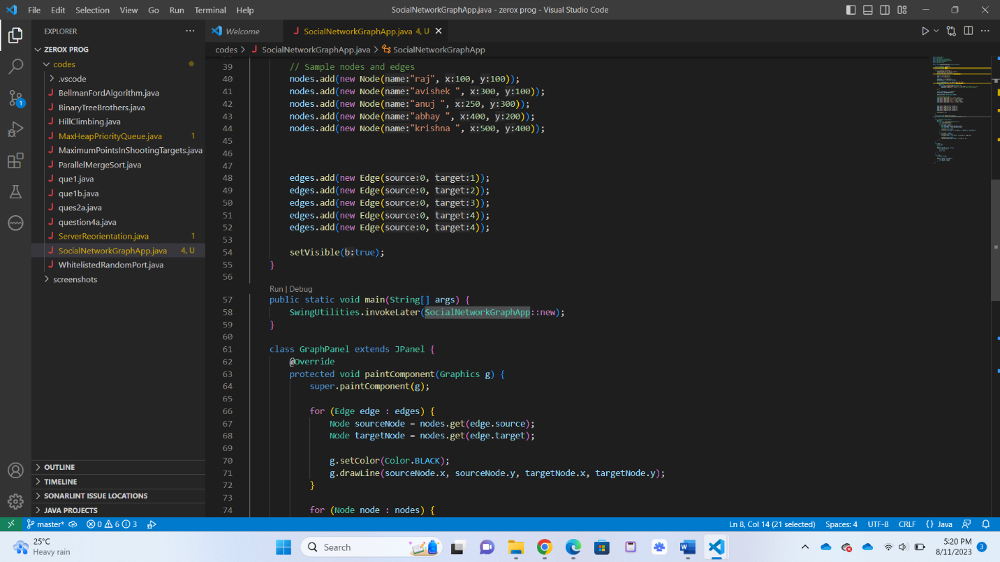 File Edit Selection View Go Run Terminal Help
SocialNetworkGraphApp.java - zerox prog - Visual Studio Code
EXPLORER
ZEROX PROG
codes
.vscode
BellmanFordAlgorithm.java
BinaryTreeBrothers.java
HillClimbing.java
MaxHeapPriorityQueue.java 1
MaximumPointsInShootingTargets.java
ParallelMergeSort.java
que1.java
que1b.java
ques2a.java
question4a.java
ServerReorientation.java 1
SocialNetworkGraphApp.java 4, U
WhitelistedRandomPort.java
screenshots
OUTLINE
TIMELINE
SONARLINT ISSUE LOCATIONS
JAVA PROJECTS
1
Welcome
SocialNetworkGraphApp.java 4, U
codes > SocialNetworkGraphApp.java > SocialNetworkGraphApp
39 // Sample nodes and edges
40 nodes.add(new Node(name:"raj", x:100, y:100));
41 nodes.add(new Node(name:"avishek ", x:300, y:100));
42 nodes.add(new Node(name:"anuj ", x:250, y:300));
43 nodes.add(new Node(name:"abhay ", x:400, y:200));
44 nodes.add(new Node(name:"krishna ", x:500, y:400));
45
46
47
48 edges.add(new Edge(source:0, target:1));
49 edges.add(new Edge(source:0, target:2));
50 edges.add(new Edge(source:0, target:3));
51 edges.add(new Edge(source:0, target:4));
52 edges.add(new Edge(source:0, target:4));
53
54 setVisible(b:true);
55 }
56
Run | Debug
57 public static void main(String[] args) {
58 SwingUtilities.invokeLater(SocialNetworkGraphApp::new);
59 }
60
61 class GraphPanel extends JPanel {
62 @Override
63 protected void paintComponent(Graphics g) {
64 super.paintComponent(g);
65
66 for (Edge edge : edges) {
67 Node sourceNode = nodes.get(edge.source);
68 Node targetNode = nodes.get(edge.target);
69
70 g.setColor(Color.BLACK);
71 g.drawLine(sourceNode.x, sourceNode.y, targetNode.x, targetNode.y);
72 }
73
74 for (Node node : nodes) {
master* 0 6 3
Ln 8, Col 14 (21 selected) Spaces: 4 UTF-8 CRLF {} Java
25°C
Heavy rain
Search
5:20 PM
8/11/2023
3